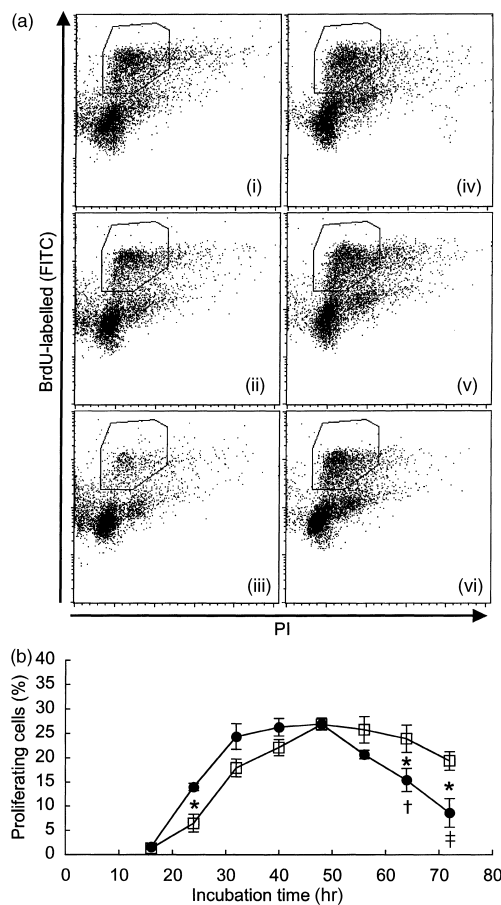 (a)
BrdU-labelled (FITC)
(i)
(iv)
(ii)
(v)
(iii)
(vi)
PI
(b)
Proliferating cells (%)
40
35
30
25
20
15
10
5
0
*
*
*
†
‡
0 10 20 30 40 50 60 70 80
Incubation time (hr)